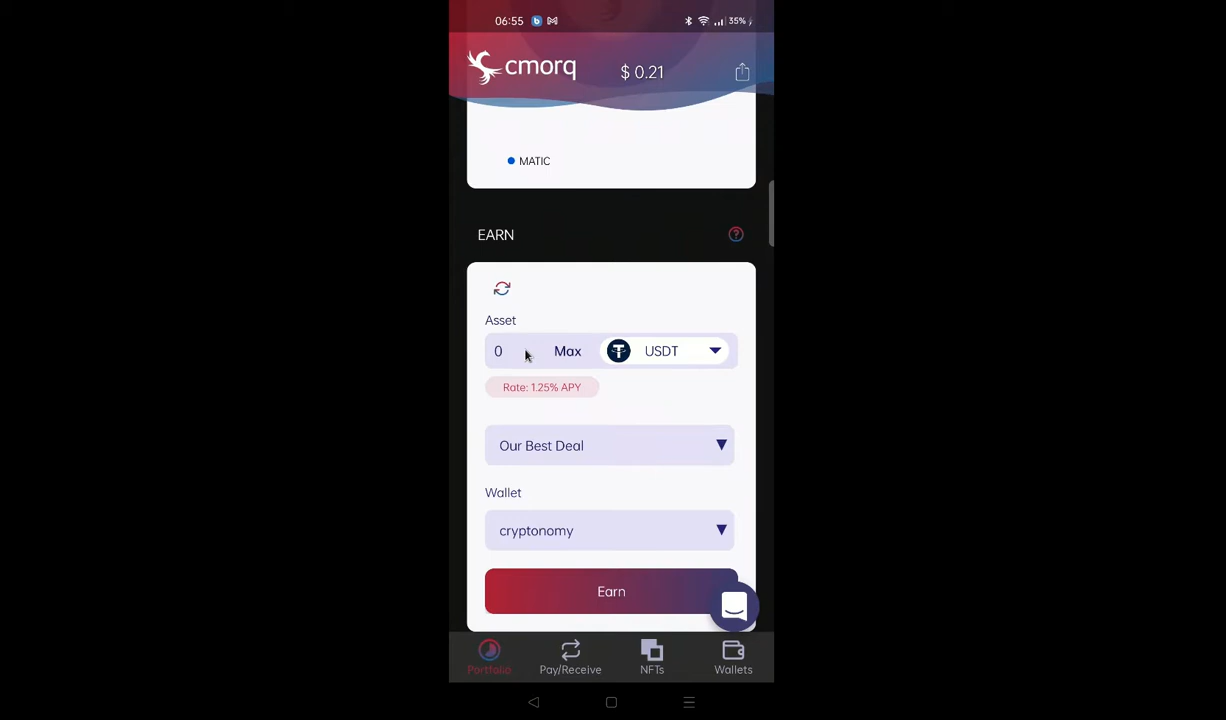 06:55 35%
cmorq $ 0.21
MATIC
EARN ?
Asset
0 Max USDT
Rate: 1.25% APY
Our Best Deal
Wallet
cryptonomy
Earn
Portfolio Pay/Receive NFTs Wallets